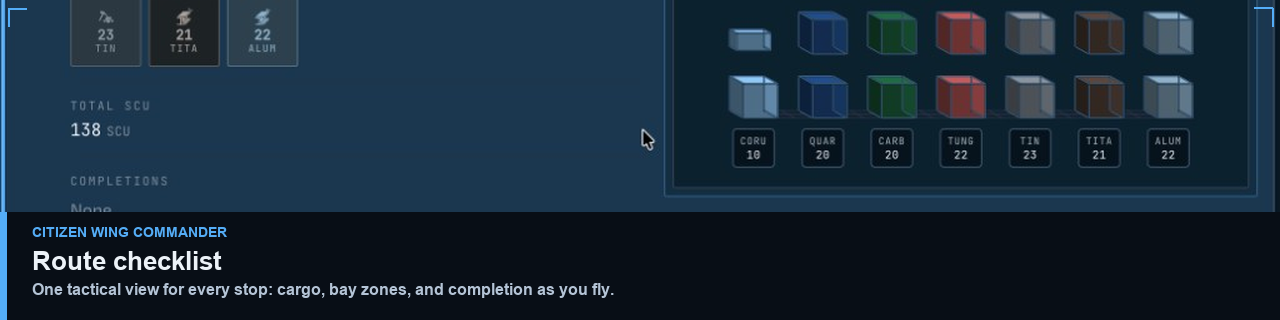 23 21 22
TIN TITA ALUM
TOTAL SCU
138 SCU
COMPLETIONS
None
CORU QUAR CARB TUNG TIN TITA ALUM
10 20 20 22 23 21 22
CITIZEN WING COMMANDER
Route checklist
One tactical view for every stop: cargo, bay zones, and completion as you fly.